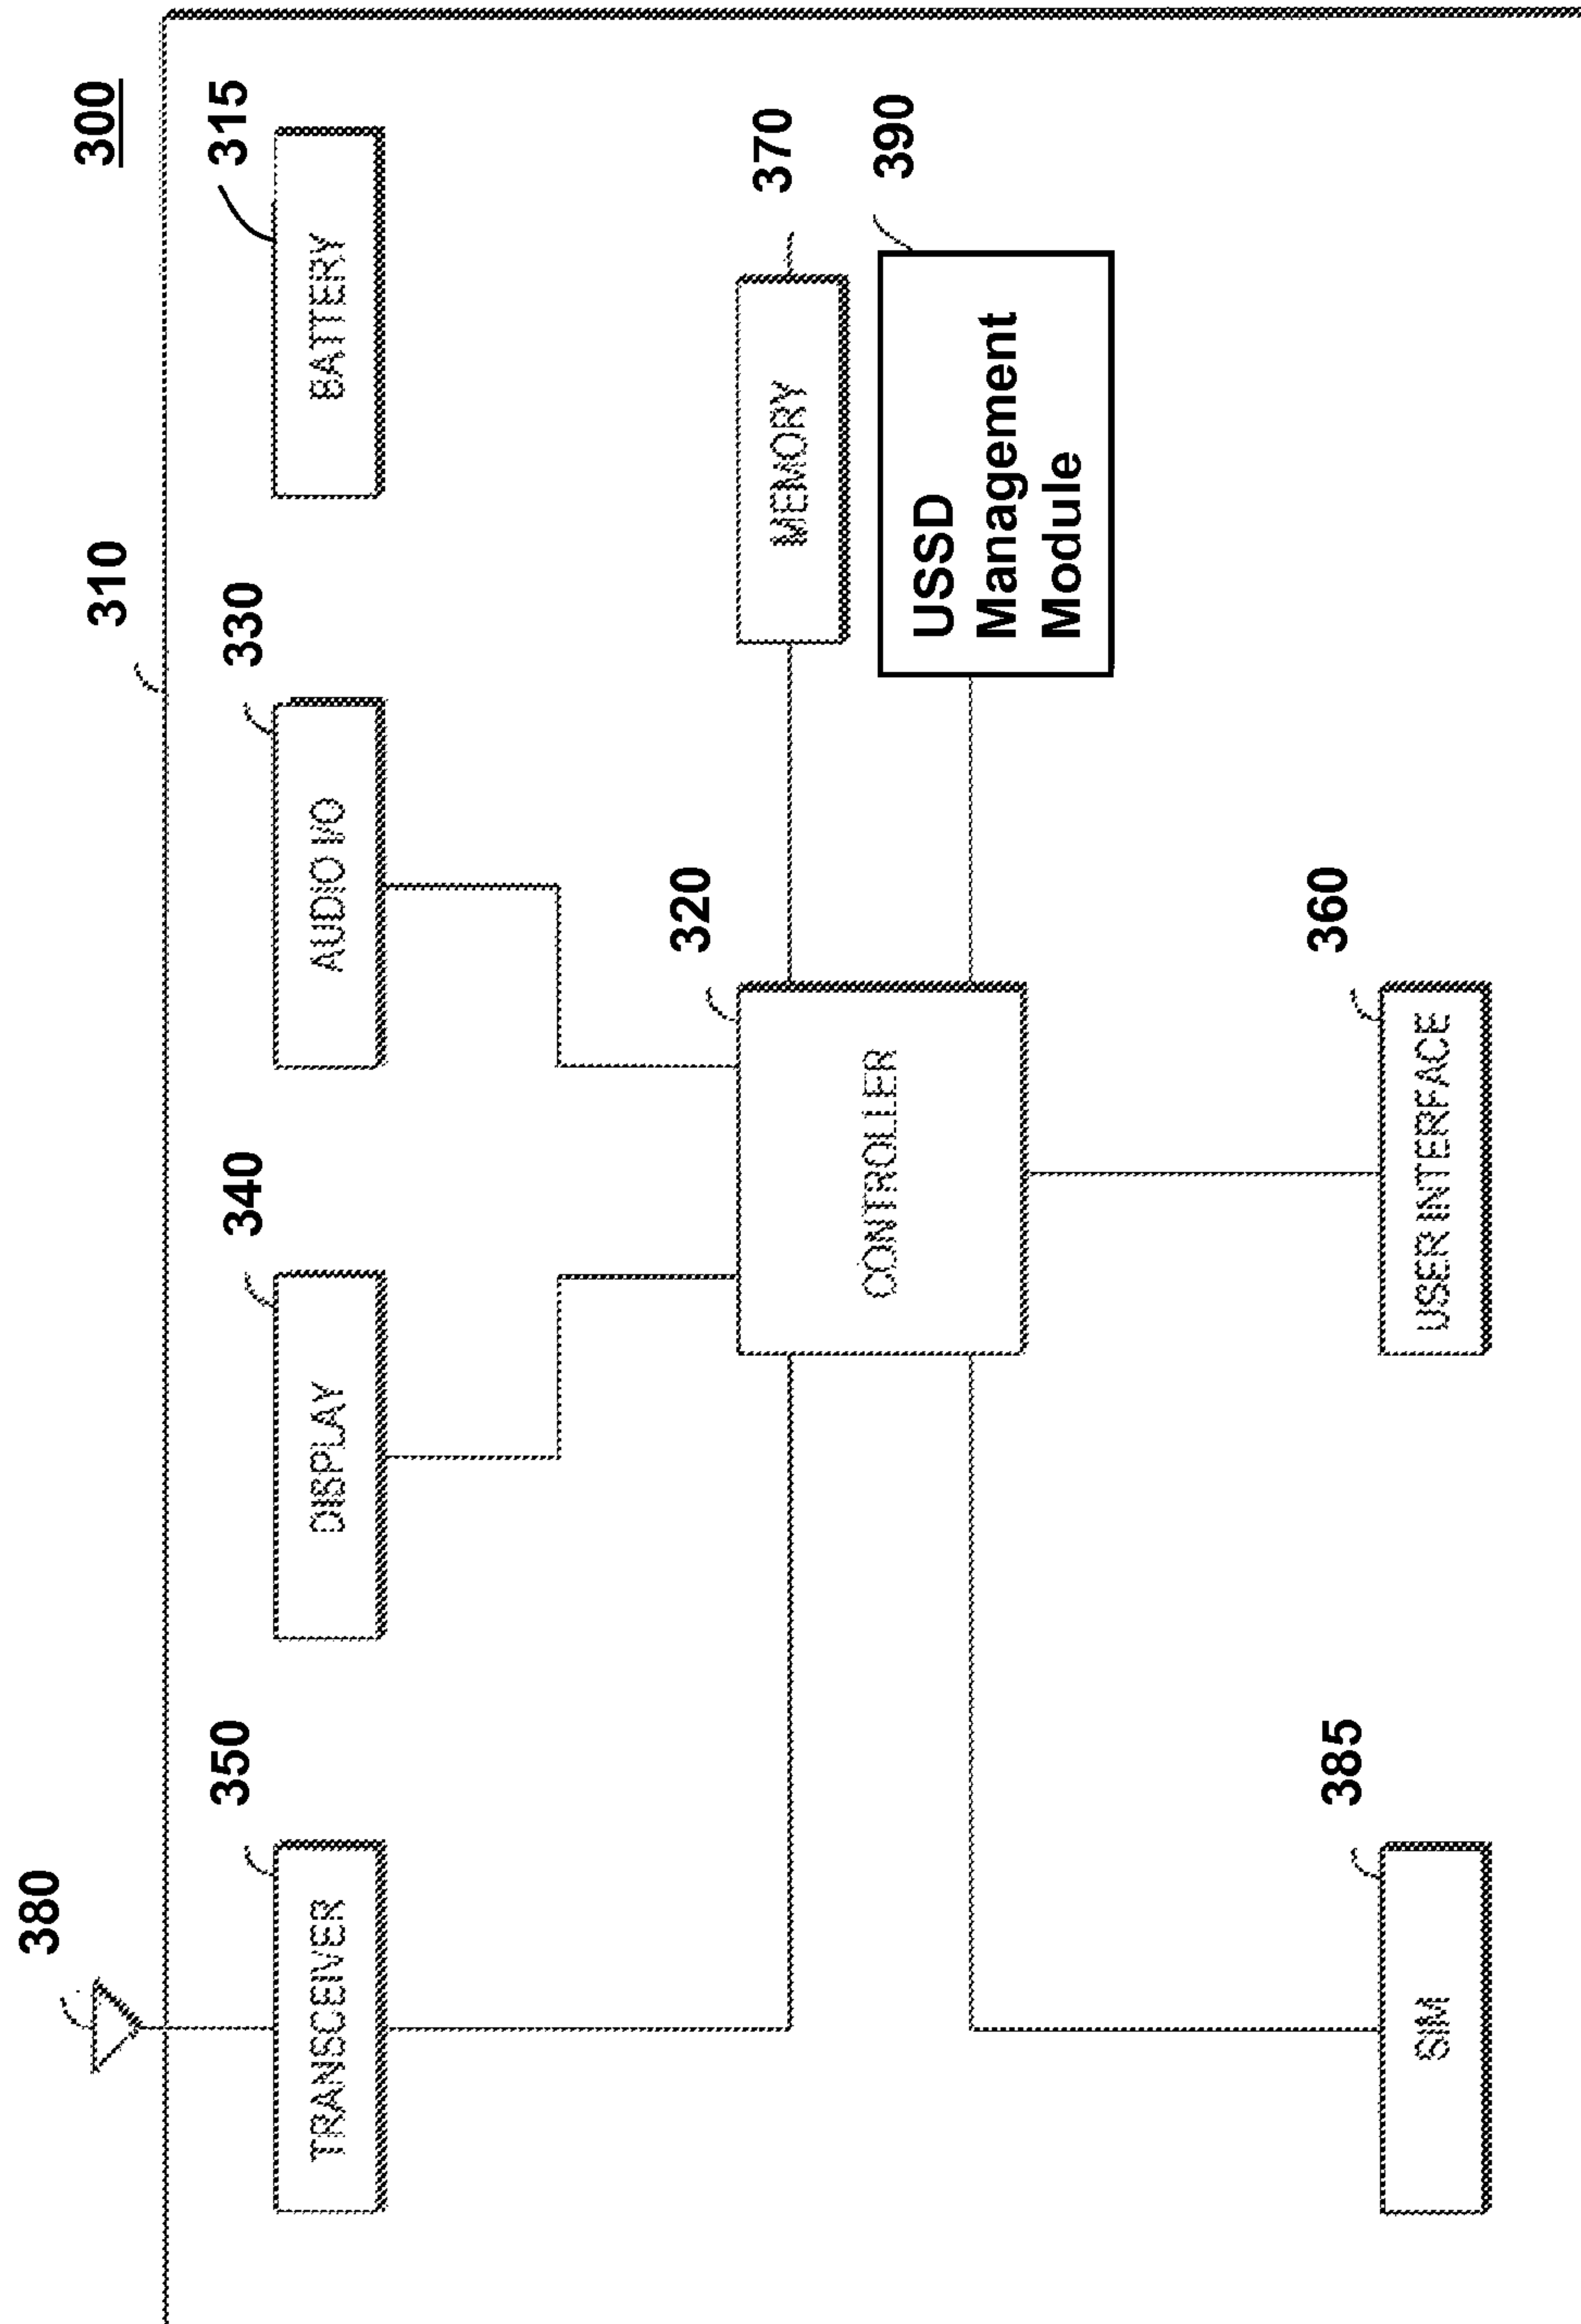 300
310
380
350
TRANSCEIVER
340
DISPLAY
330
AUDIO I/O
315
BATTERY
320
CONTROLLER
370
MEMORY
390
USSD
Management
Module
385
SIM
360
USER INTERFACE